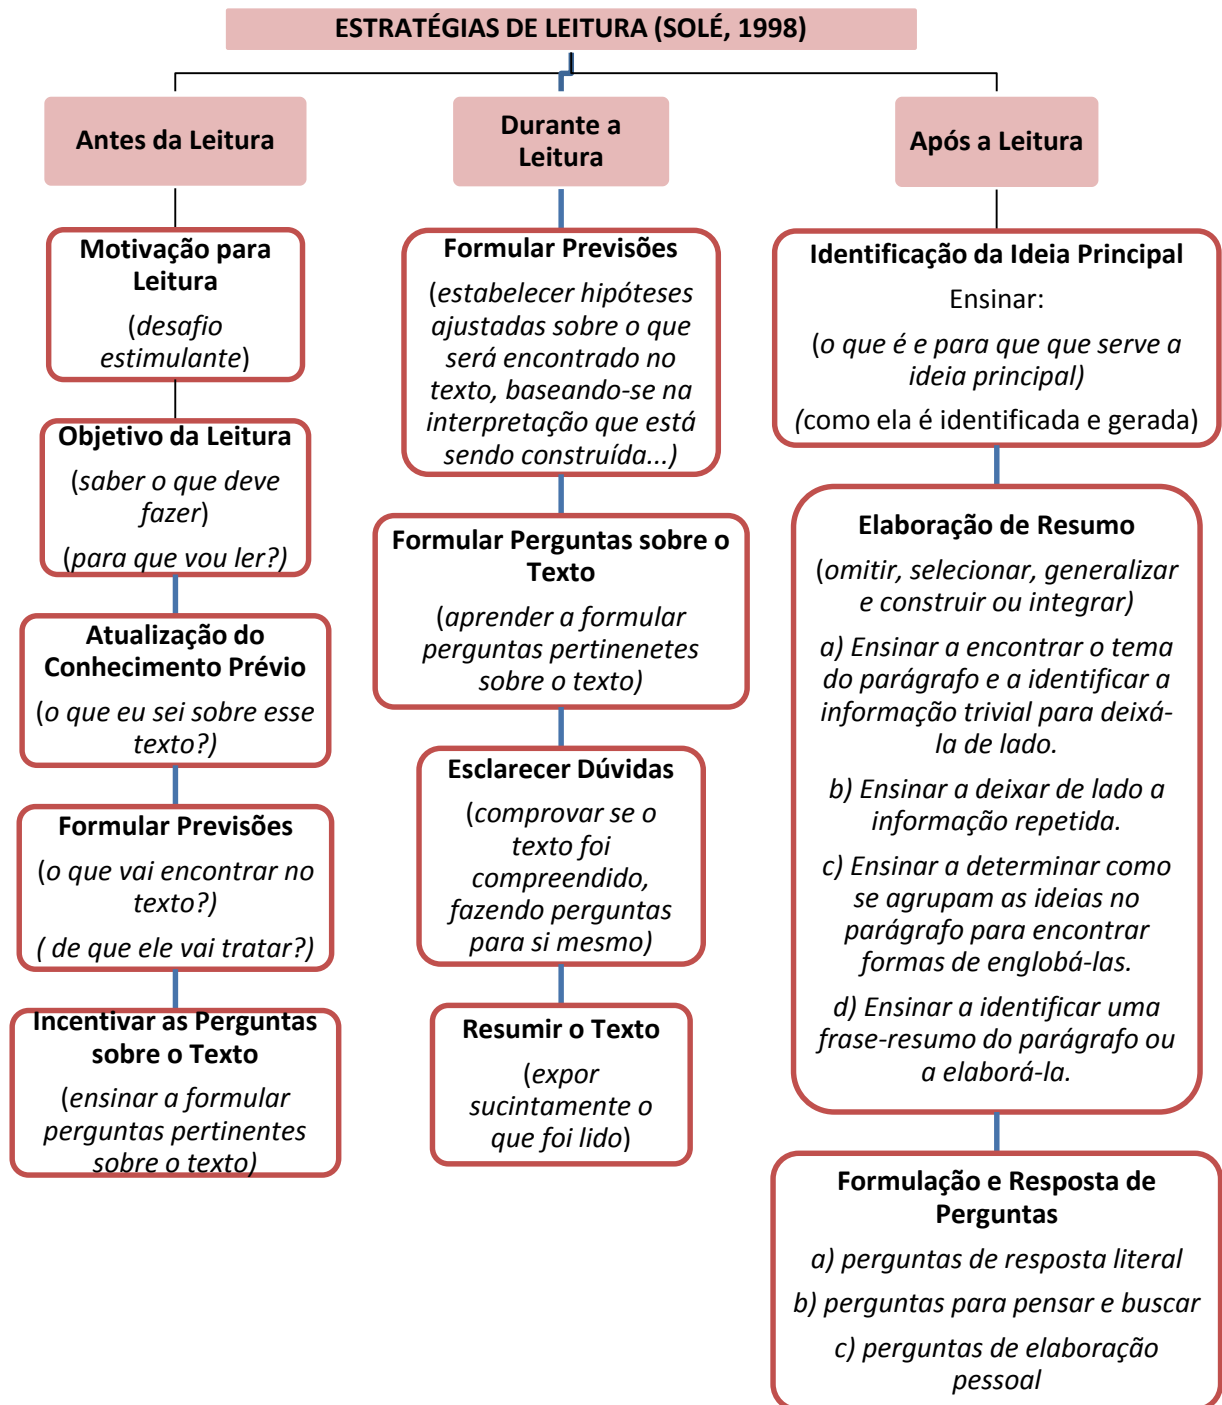 ESTRATÉGIAS DE LEITURA (SOLÉ, 1998)
Antes da Leitura
Motivação para
Leitura
(desafio
estimulante)
Objetivo da Leitura
(saber o que deve
fazer)
(para que vou ler?)
Atualização do
Conhecimento Prévio
(o que eu sei sobre esse
texto?)
Formular Previsões
(o que vai encontrar no
texto?)
( de que ele vai tratar?)
Incentivar as Perguntas
sobre o Texto
(ensinar a formular
perguntas pertinentes
sobre o texto)
Durante a
Leitura
Formular Previsões
(estabelecer hipóteses
ajustadas sobre o que
será encontrado no
texto, baseando-se na
interpretação que está
sendo construída...)
Formular Perguntas sobre o
Texto
(aprender a formular
perguntas pertinenetes
sobre o texto)
Esclarecer Dúvidas
(comprovar se o
texto foi
compreendido,
fazendo perguntas
para si mesmo)
Resumir o Texto
(expor
sucintamente o
que foi lido)
Após a Leitura
Identificação da Ideia Principal
Ensinar:
(o que é e para que que serve a
ideia principal)
(como ela é identificada e gerada)
Elaboração de Resumo
(omitir, selecionar, generalizar
e construir ou integrar)
a) Ensinar a encontrar o tema
do parágrafo e a identificar a
informação trivial para deixá-
la de lado.
b) Ensinar a deixar de lado a
informação repetida.
c) Ensinar a determinar como
se agrupam as ideias no
parágrafo para encontrar
formas de englobá-las.
d) Ensinar a identificar uma
frase-resumo do parágrafo ou
a elaborá-la.
Formulação e Resposta de
Perguntas
a) perguntas de resposta literal
b) perguntas para pensar e buscar
c) perguntas de elaboração
pessoal